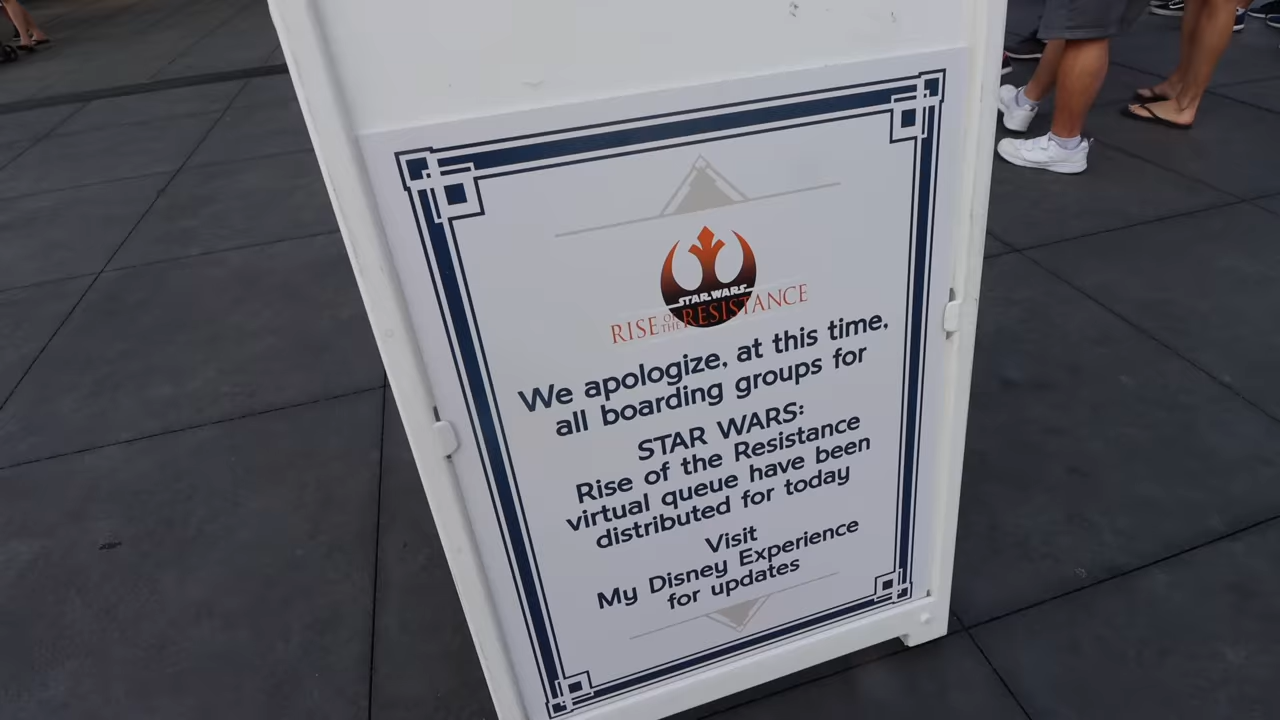 STAR WARS
RISE OF THE RESISTANCE
We apologize, at this time,
all boarding groups for
STAR WARS:
Rise of the Resistance
virtual queue have been
distributed for today
Visit
My Disney Experience
for updates